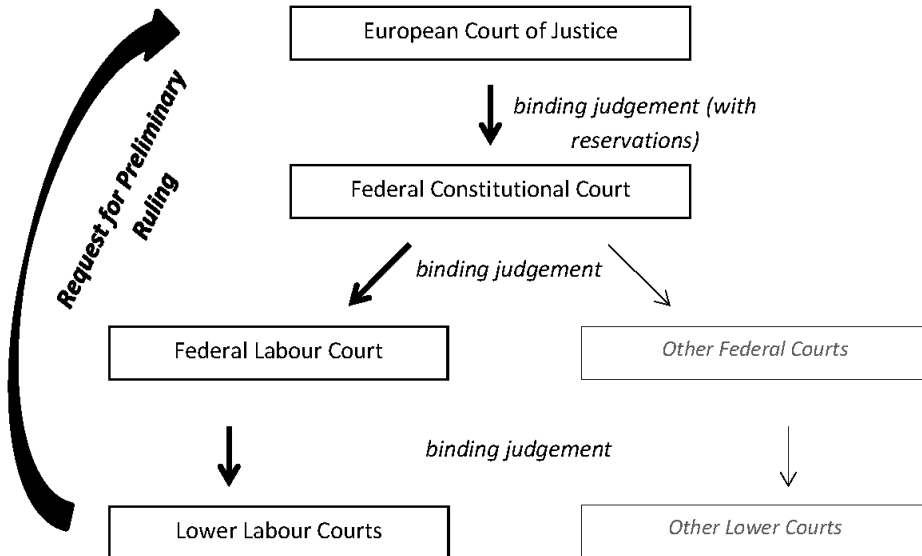 European Court of Justice
binding judgement (with
reservations)
Request for Preliminary
Ruling
Federal Constitutional Court
binding judgement
Federal Labour Court
Other Federal Courts
binding judgement
Lower Labour Courts
Other Lower Courts